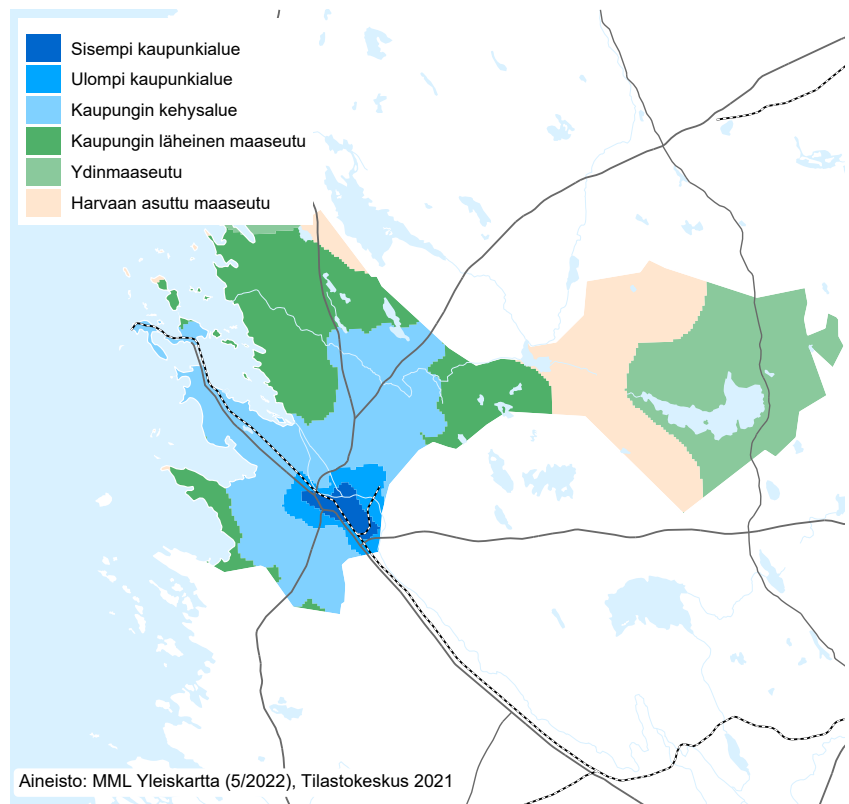 Sisempi kaupunkialue
Ulompi kaupunkialue
Kaupungin kehysalue
Kaupungin läheinen maaseutu
Ydinmaaseutu
Harvaan asuttu maaseutu
Aineisto: MML Yleiskartta (5/2022), Tilastokeskus 2021